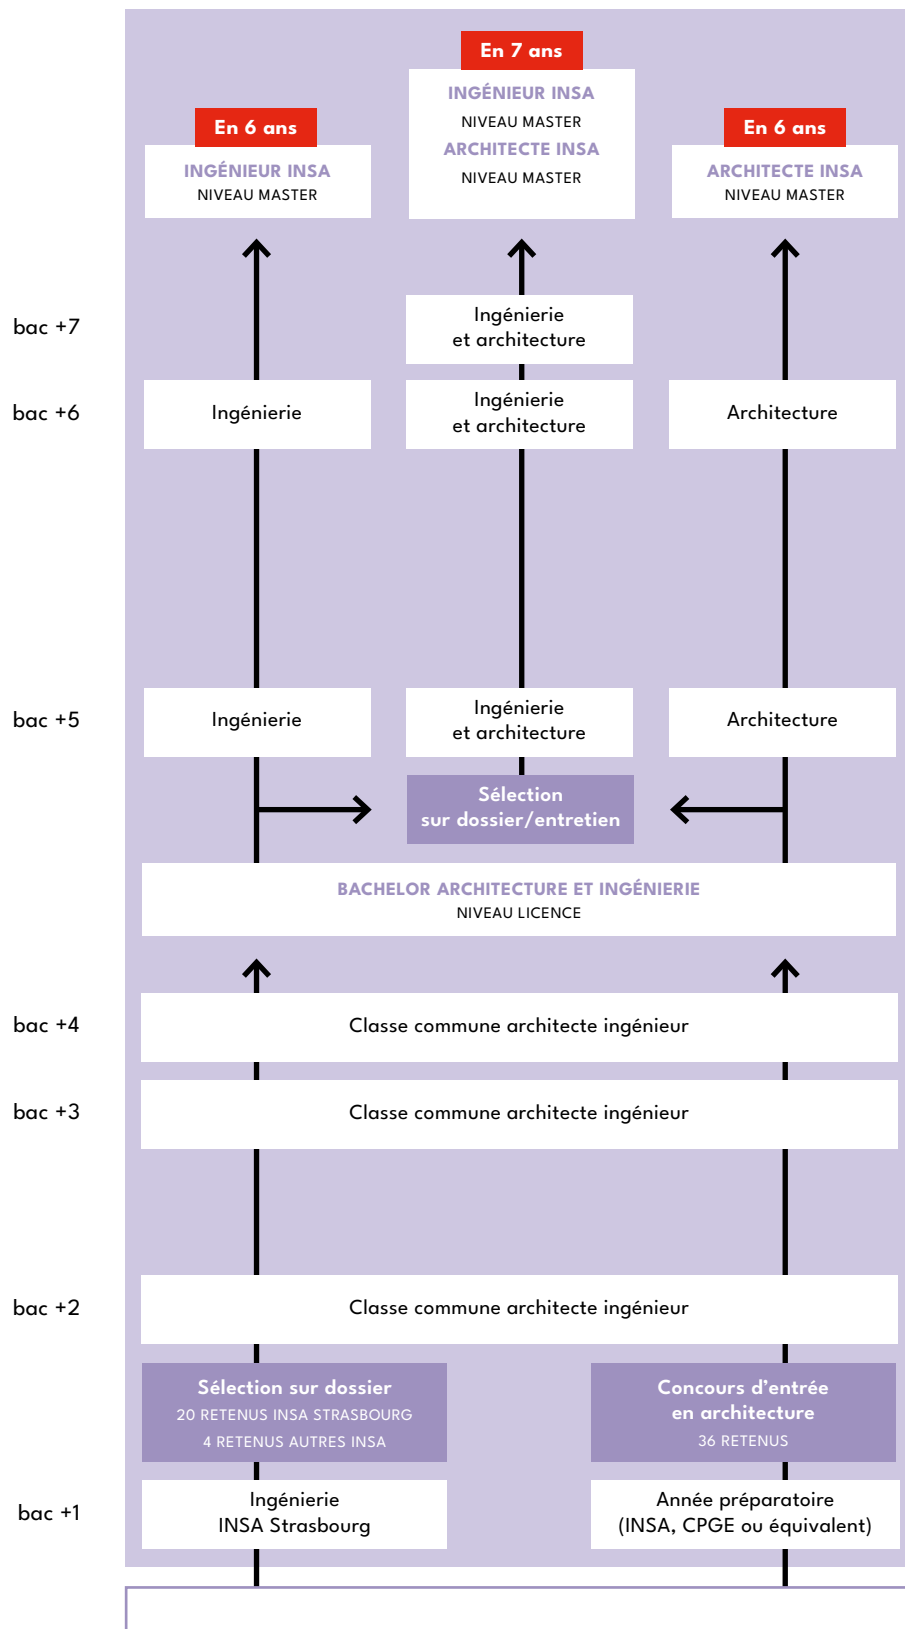 En 7 ans
INGÉNIEUR INSA
NIVEAU MASTER
ARCHITECTE INSA
NIVEAU MASTER
En 6 ans
INGÉNIEUR INSA
NIVEAU MASTER
En 6 ans
ARCHITECTE INSA
NIVEAU MASTER
bac +7
Ingénierie
et architecture
bac +6
Ingénierie
Ingénierie
et architecture
Architecture
bac +5
Ingénierie
Ingénierie
et architecture
Architecture
Sélection
sur dossier/entretien
BACHELOR ARCHITECTURE ET INGÉNIERIE
NIVEAU LICENCE
bac +4
Classe commune architecte ingénieur
bac +3
Classe commune architecte ingénieur
bac +2
Classe commune architecte ingénieur
Sélection sur dossier
20 RETENUS INSA STRASBOURG
4 RETENUS AUTRES INSA
Concours d’entrée
en architecture
36 RETENUS
bac +1
Ingénierie
INSA Strasbourg
Année préparatoire
(INSA, CPGE ou équivalent)